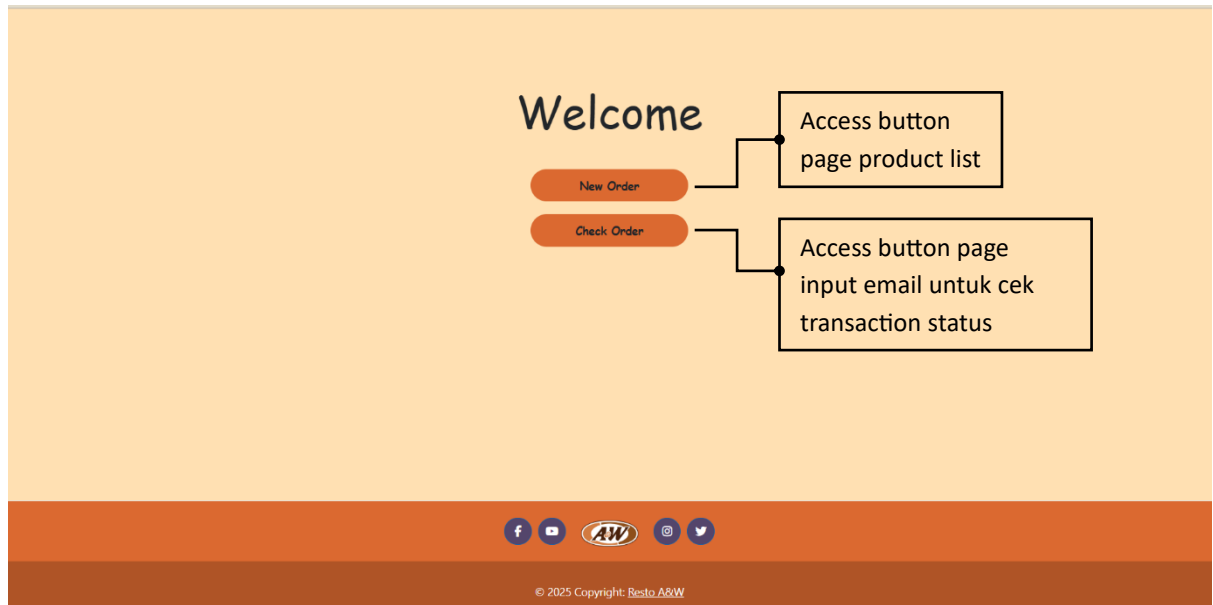 Welcome
Access button
page product list
New Order
Check Order
Access button page
input email untuk cek
transaction status
A&W
© 2025 Copyright: Resto A&W